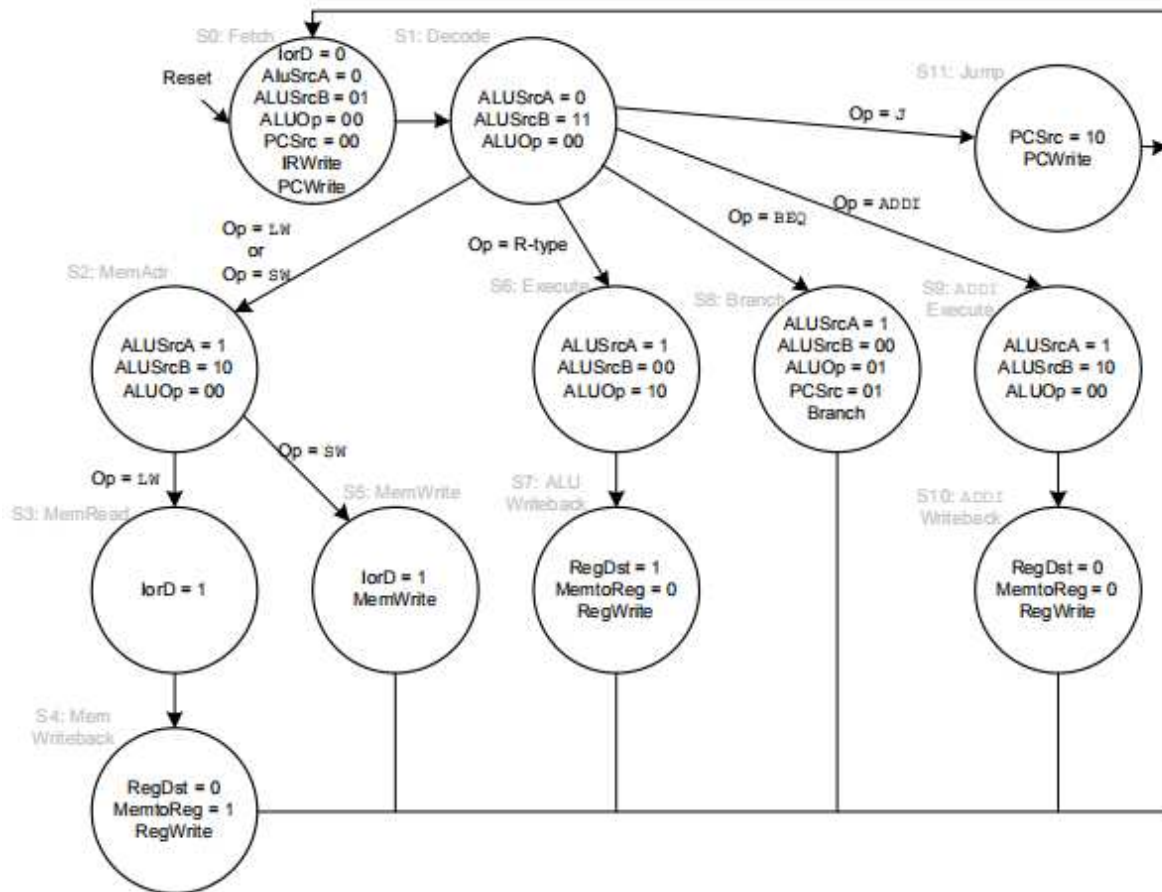 S0: Fetch
S1: Decode
Reset
IorD = 0
AluSrcA = 0
ALUSrcB = 01
ALUOp = 00
PCSrc = 00
IRWrite
PCWrite
ALUSrcA = 0
ALUSrcB = 11
ALUOp = 00
S11: Jump
Op = J
PCSrc = 10
PCWrite
Op = LW
or
Op = SW
Op = R-type
Op = BEQ
Op = ADDI
S2: MemAdr
S6: Execute
S8: Branch
S9: ADDI
Execute
ALUSrcA = 1
ALUSrcB = 10
ALUOp = 00
ALUSrcA = 1
ALUSrcB = 00
ALUOp = 10
ALUSrcA = 1
ALUSrcB = 00
ALUOp = 01
PCSrc = 01
Branch
ALUSrcA = 1
ALUSrcB = 10
ALUOp = 00
Op = LW
Op = SW
S3: MemRead
S5: MemWrite
S7: ALU
Writeback
S10: ADDI
Writeback
IorD = 1
IorD = 1
MemWrite
RegDst = 1
MemtoReg = 0
RegWrite
RegDst = 0
MemtoReg = 0
RegWrite
S4: Mem
Writeback
RegDst = 0
MemtoReg = 1
RegWrite